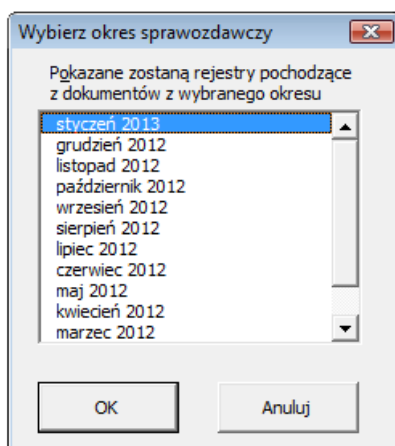 Wybierz okres sprawozdawczy
Pokazane zostaną rejestry pochodzące
z dokumentów z wybranego okresu
styczeń 2013
grudzień 2012
listopad 2012
październik 2012
wrzesień 2012
sierpień 2012
lipiec 2012
czerwiec 2012
maj 2012
kwiecień 2012
marzec 2012
OK
Anuluj